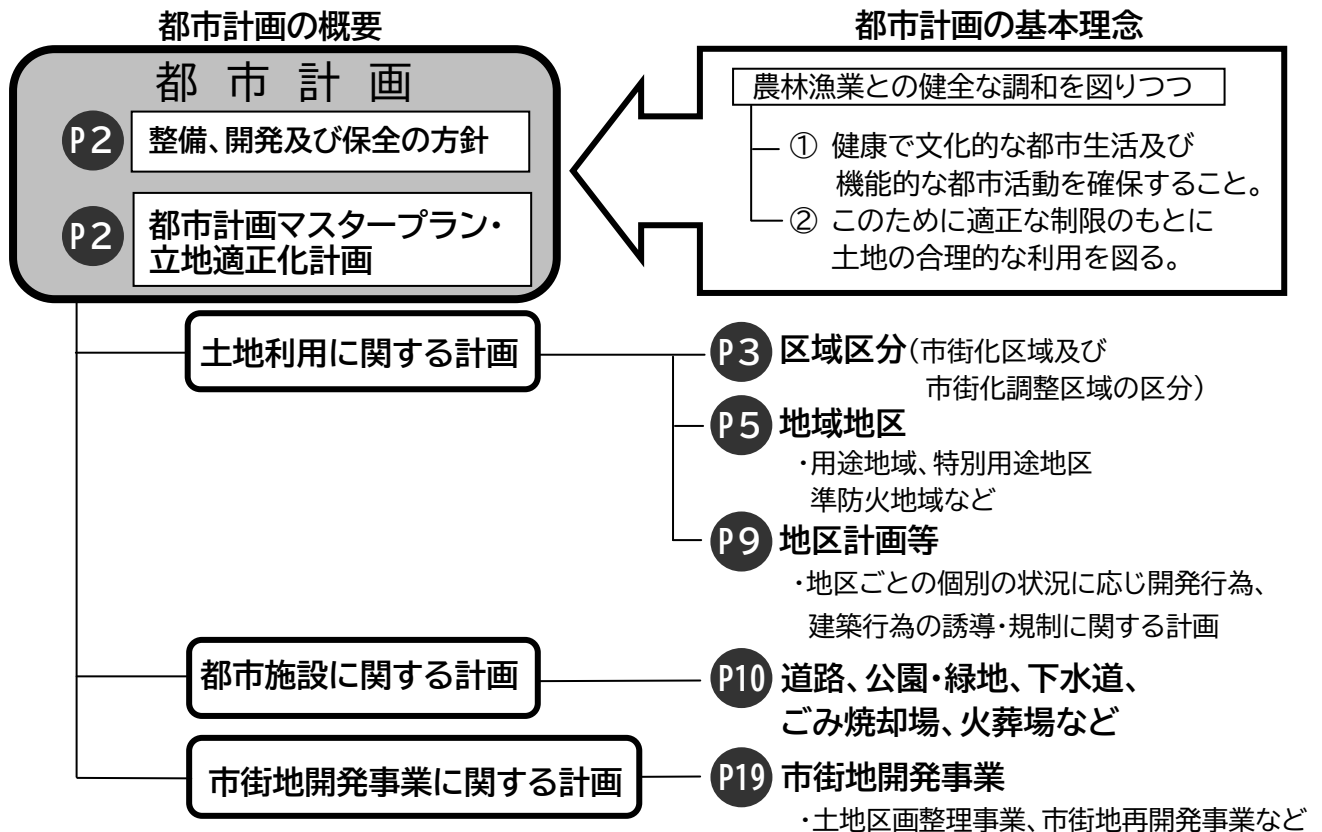 都市計画の概要
都市計画
P2 整備、開発及び保全の方針
P2 都市計画マスタープラン・
立地適正化計画
都市計画の基本理念
農林漁業との健全な調和を図りつつ
① 健康で文化的な都市生活及び
機能的な都市活動を確保すること。
② このために適正な制限のもとに
土地の合理的な利用を図る。
土地利用に関する計画
P3 区域区分(市街化区域及び
市街化調整区域の区分)
P5 地域地区
・用途地域、特別用途地区
準防火地域など
P9 地区計画等
・地区ごとの個別の状況に応じ開発行為、
建築行為の誘導・規制に関する計画
都市施設に関する計画
P10 道路、公園・緑地、下水道、
ごみ焼却場、火葬場など
市街地開発事業に関する計画
P19 市街地開発事業
・土地区画整理事業、市街地再開発事業など